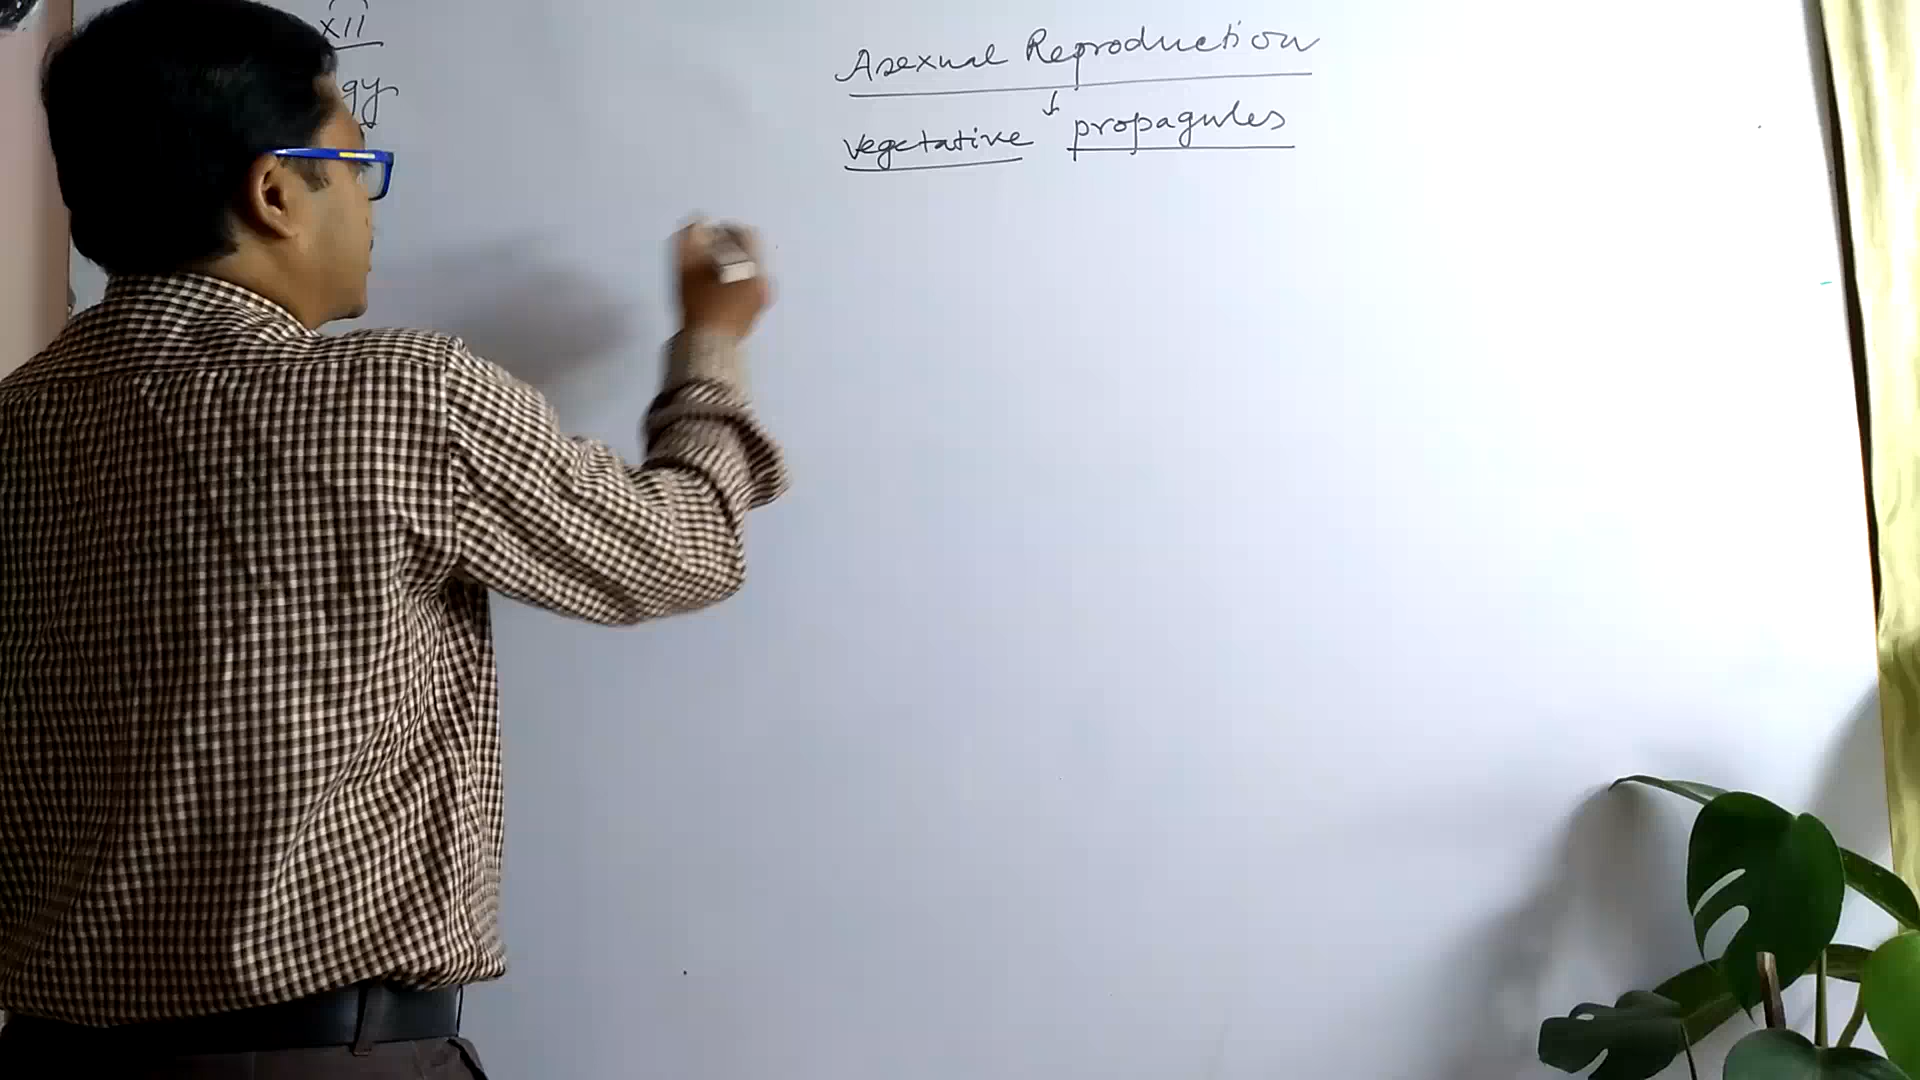 XII
gy
Asexual Reproduction
↓
vegetative propagules